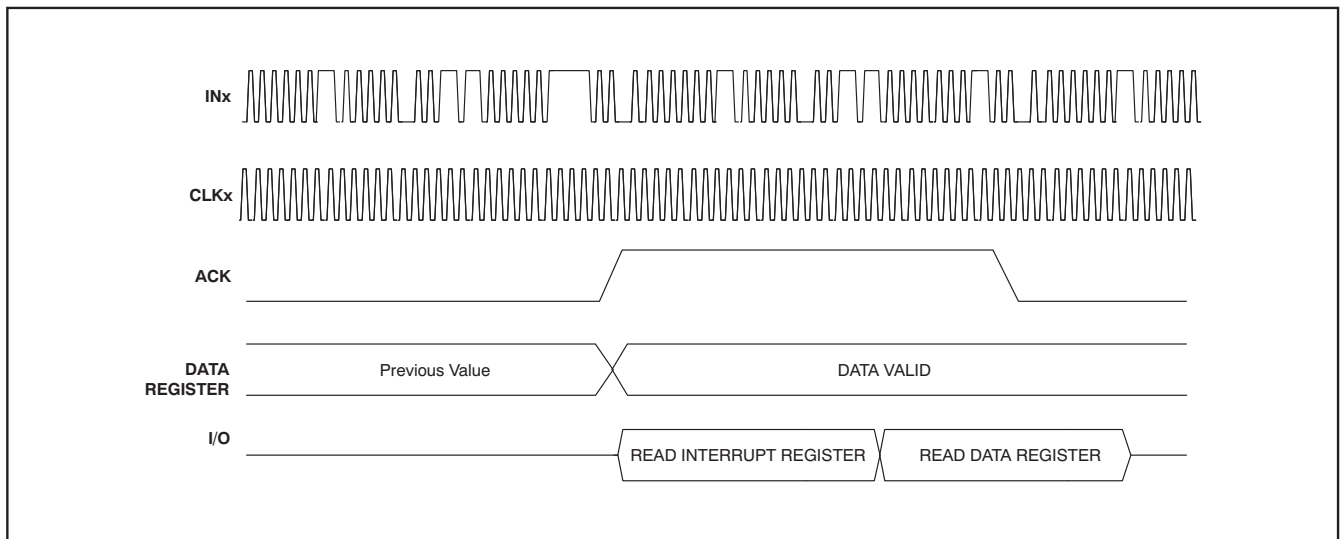 INx
CLKx
ACK
DATA
REGISTER
Previous Value
DATA VALID
I/O
READ INTERRUPT REGISTER
READ DATA REGISTER